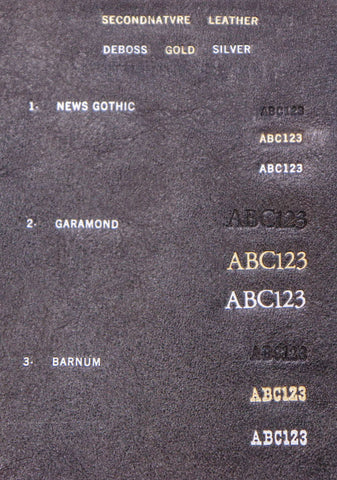 SECONDNATVRE LEATHER
DEBOSS GOLD SILVER
1. NEWS GOTHIC
ABC123
ABC123
ABC123
2. GARAMOND
ABC123
ABC123
ABC123
3. BARNUM
ABC123
ABC123
ABC123